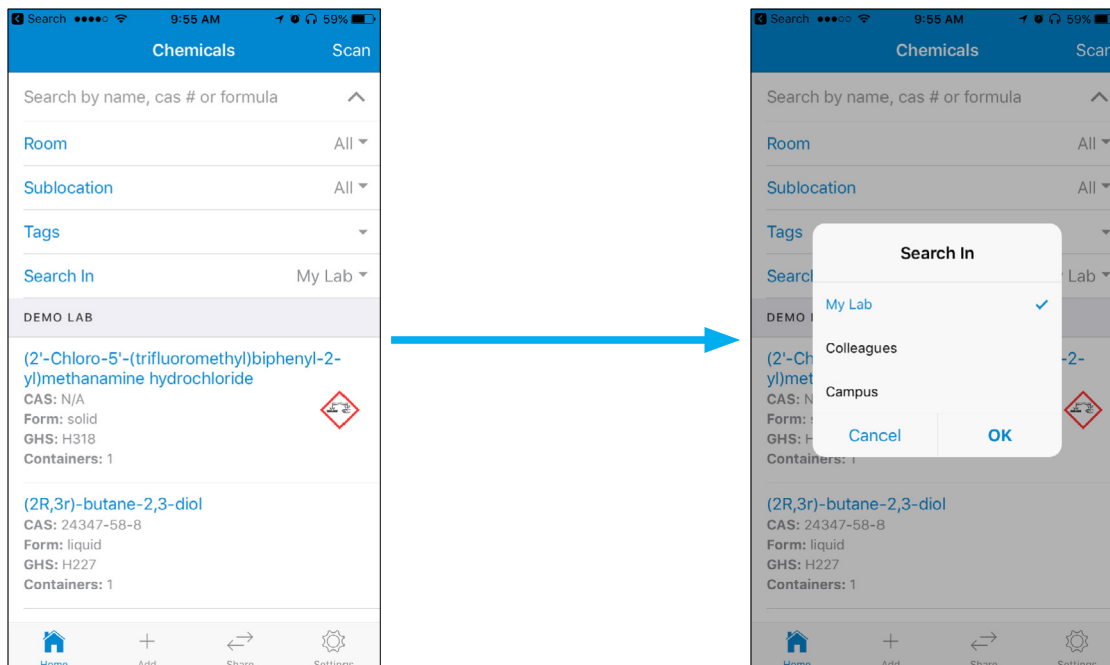 Search 9:55 AM 59%
Chemicals Scan
Search by name, cas # or formula
Room All
Sublocation All
Tags
Search In My Lab
DEMO LAB
(2'-Chloro-5'-(trifluoromethyl)biphenyl-2-
yl)methanamine hydrochloride
CAS: N/A
Form: solid
GHS: H318
Containers: 1
(2R,3r)-butane-2,3-diol
CAS: 24347-58-8
Form: liquid
GHS: H227
Containers: 1
Home Add Share Settings
Search 9:55 AM 59%
Chemicals Scan
Search by name, cas # or formula
Room All
Sublocation All
Tags
Search In
My Lab
Colleagues
Campus
Cancel OK
Searc Lab
DEMO
(2'-Ch -2-
yl)met
CAS: N
Form:
GHS: H
Containers: 1
(2R,3r)-butane-2,3-diol
CAS: 24347-58-8
Form: liquid
GHS: H227
Containers: 1
Home Add Share Settings